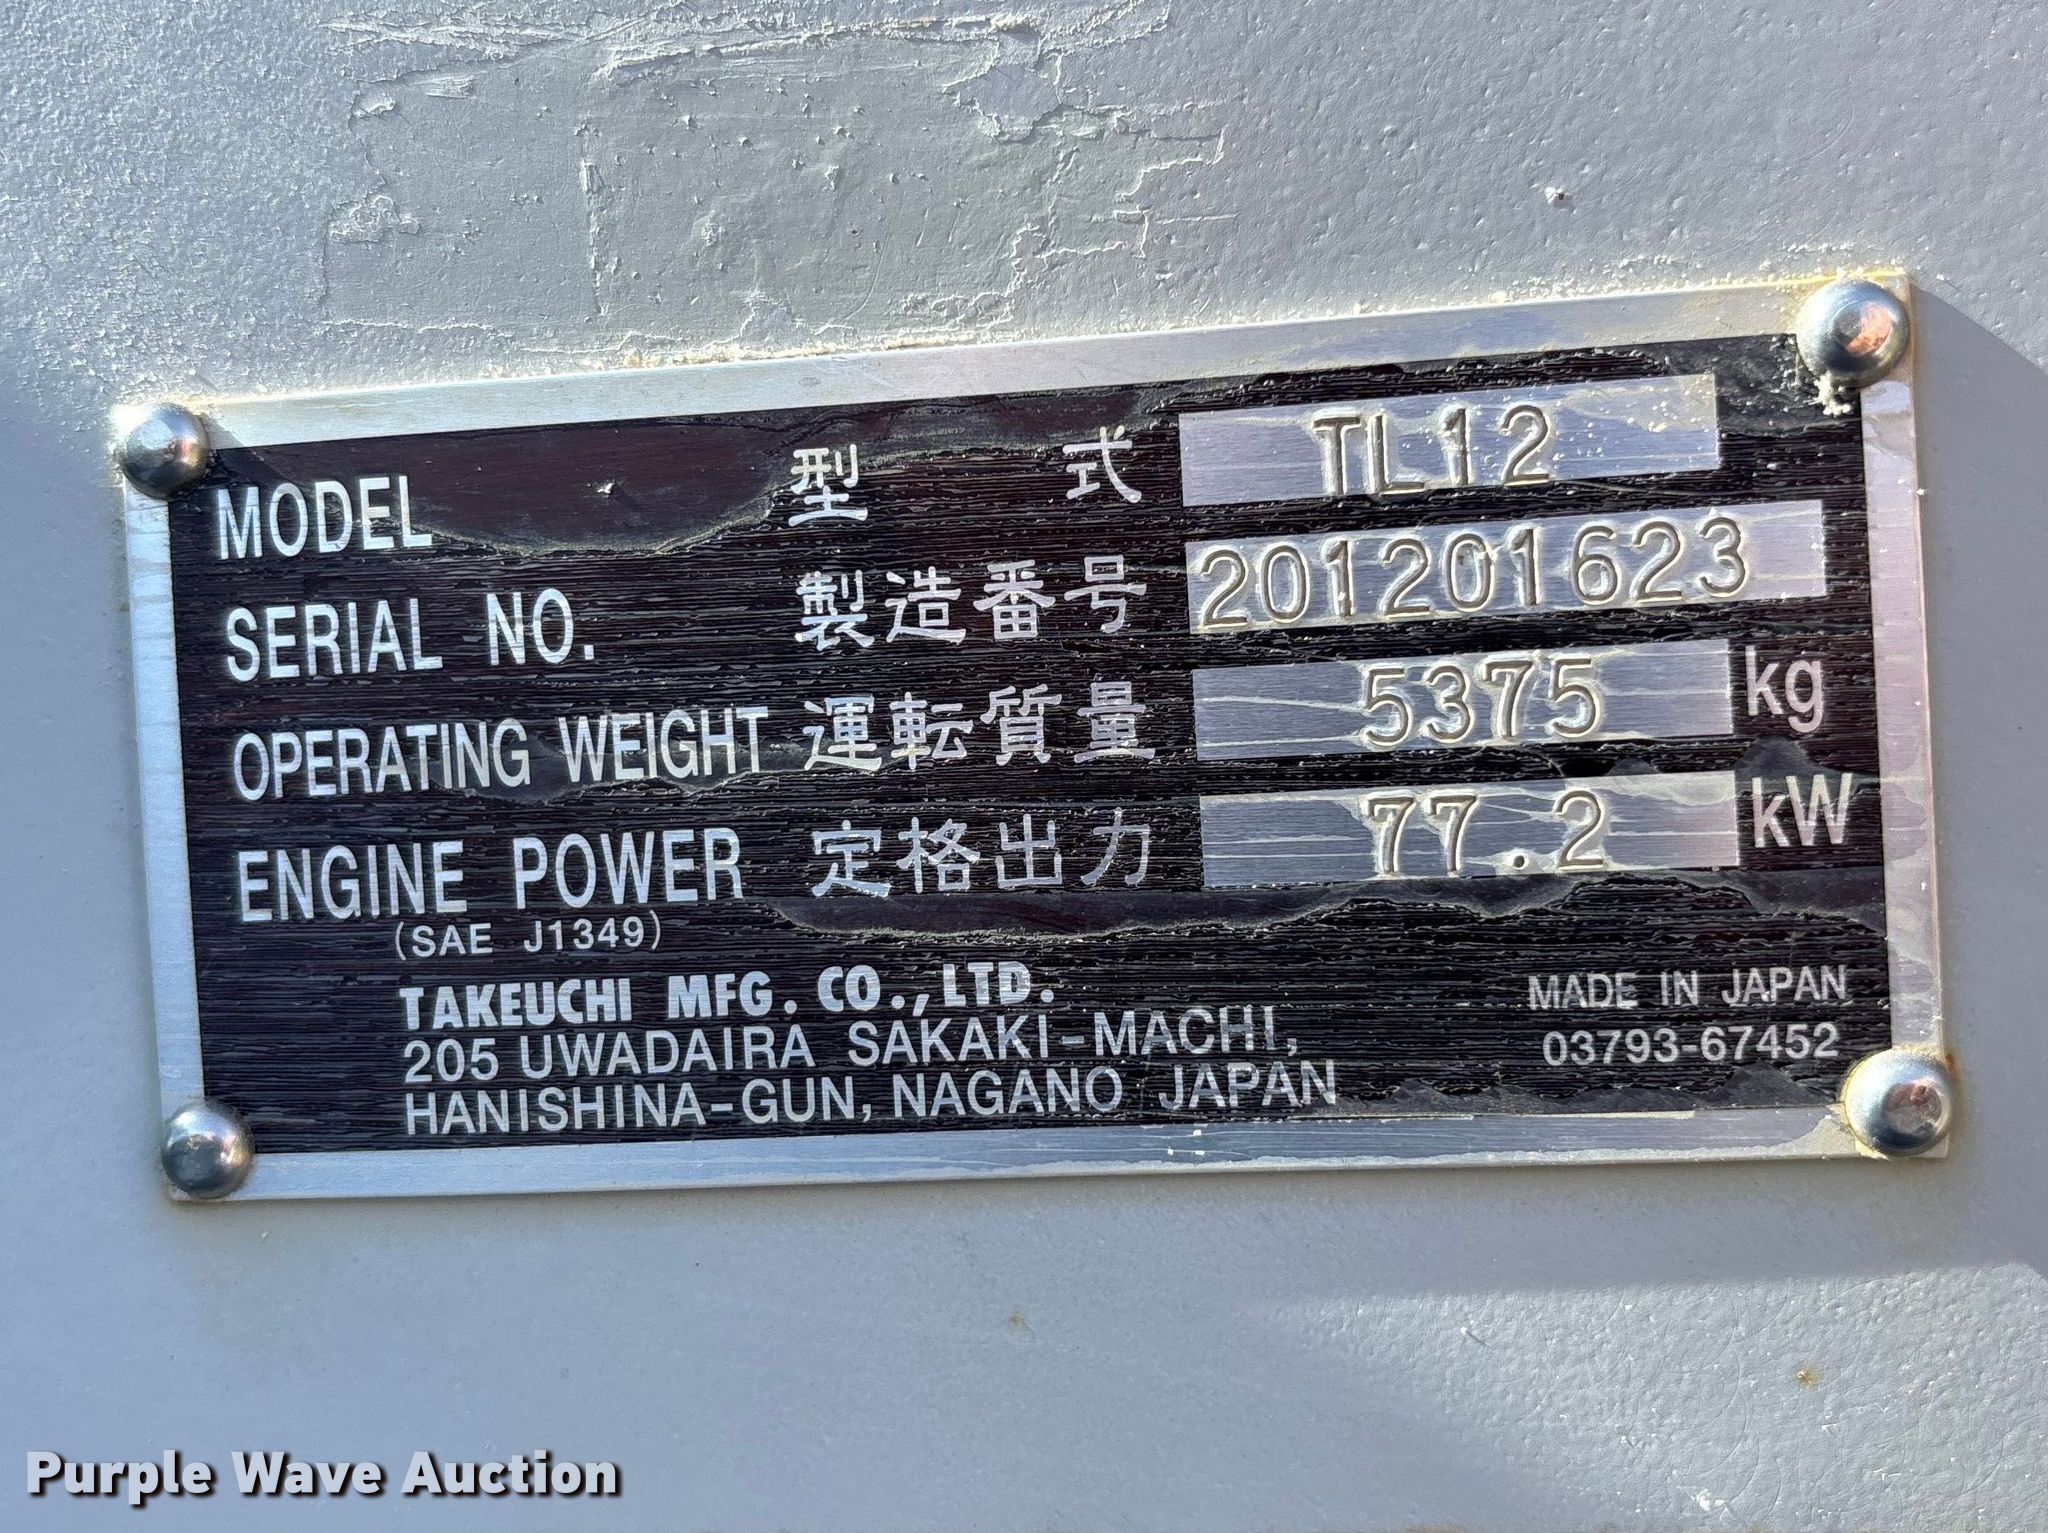 MODEL 型式 TL12
SERIAL NO. 製造番号 201201623
OPERATING WEIGHT 運転質量 5375 kg
ENGINE POWER 定格出力 77.2 kW
(SAE J1349)
TAKEUCHI MFG. CO., LTD.
205 UWADAIRA SAKAKI-MACHI,
HANISHINA-GUN, NAGANO JAPAN
MADE IN JAPAN
03793-67452
Purple Wave Auction